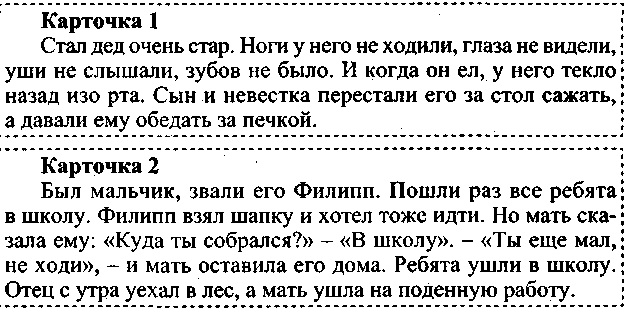 Карточка 1
Стал дед очень стар. Ноги у него не ходили, глаза не видели,
уши не слышали, зубов не было. И когда он ел, у него текло
назад изо рта. Сын и невестка перестали его за стол сажать,
а давали ему обедать за печкой.
Карточка 2
Был мальчик, звали его Филипп. Пошли раз все ребята
в школу. Филипп взял шапку и хотел тоже идти. Но мать ска-
зала ему: «Куда ты собрался?» – «В школу». – «Ты еще мал,
не ходи», – и мать оставила его дома. Ребята ушли в школу.
Отец с утра уехал в лес, а мать ушла на поденную работу.